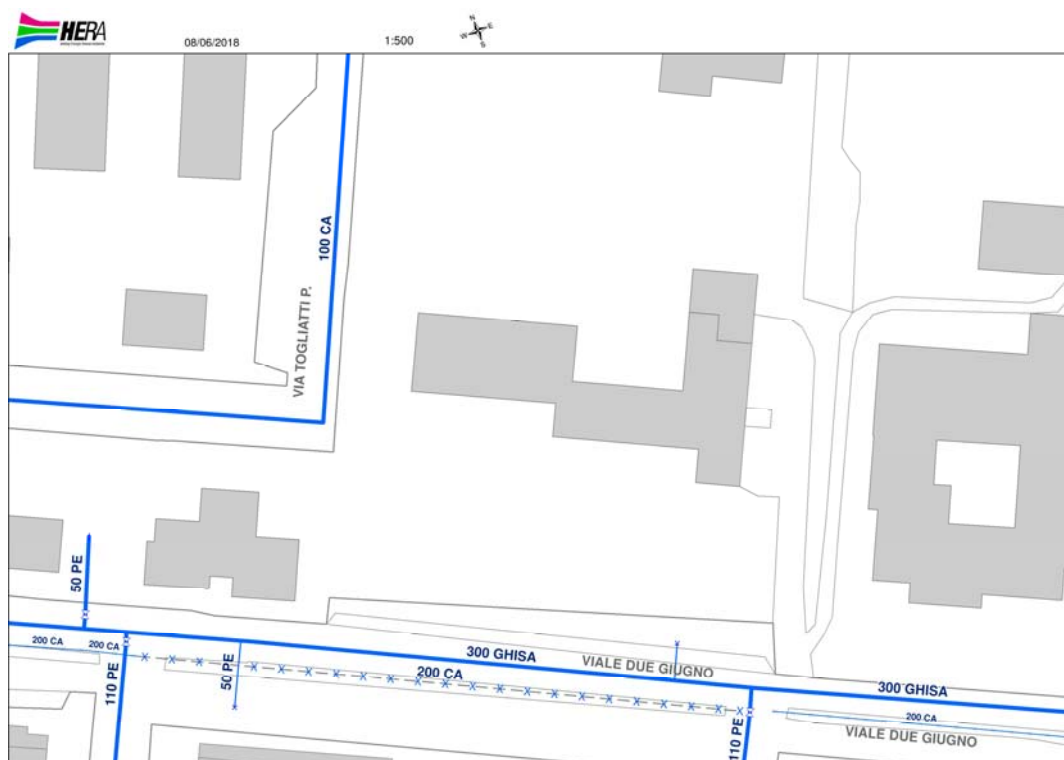 HERA
08/06/2018
1:500
N
E
W
S
100 CA
VIA TOGLIATTI P.
50 PE
200 CA
200 CA
110 PE
50 PE
300 GHISA
200 CA
VIALE DUE GIUGNO
300 GHISA
110 PE
200 CA
VIALE DUE GIUGNO